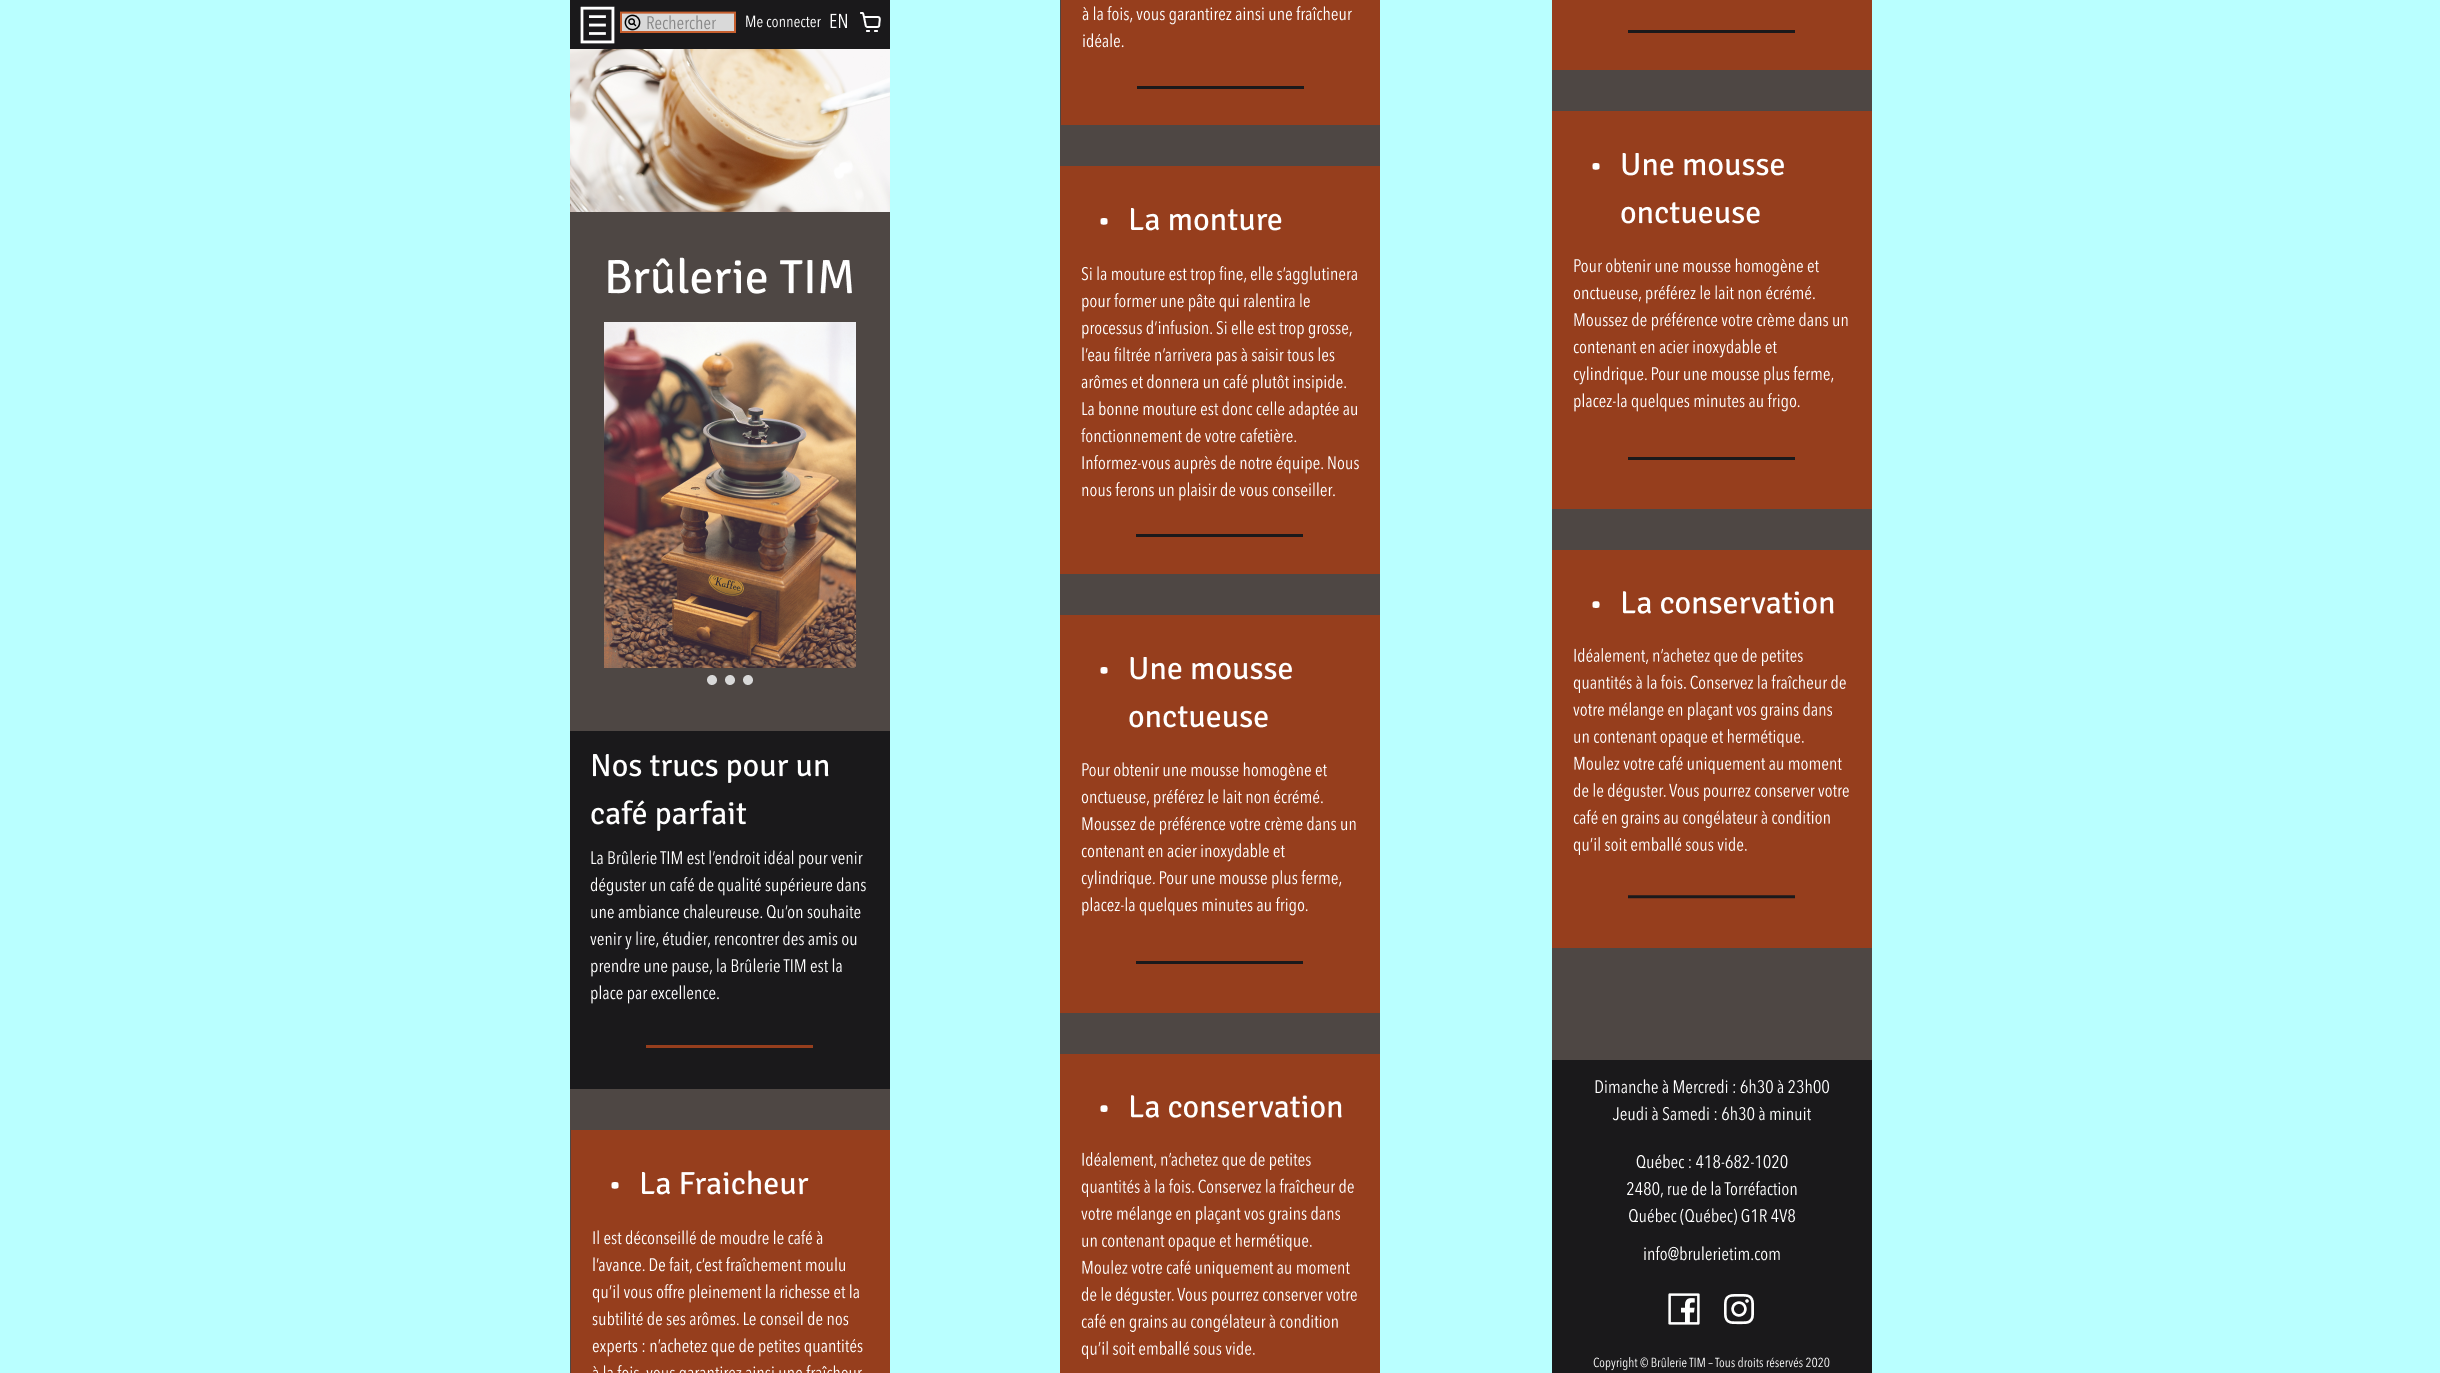 Rechercher
Me connecter
EN
Brûlerie TIM
Kaffee
Nos trucs pour un
café parfait
La Brûlerie TIM est l’endroit idéal pour venir
déguster un café de qualité supérieure dans
une ambiance chaleureuse. Qu’on souhaite
venir y lire, étudier, rencontrer des amis ou
prendre une pause, la Brûlerie TIM est la
place par excellence.
• La Fraicheur
Il est déconseillé de moudre le café à
l’avance. De fait, c’est fraîchement moulu
qu’il vous offre pleinement la richesse et la
subtilité de ses arômes. Le conseil de nos
experts : n’achetez que de petites quantités
à la fois, vous garantirez ainsi une fraîcheur
à la fois, vous garantirez ainsi une fraîcheur
idéale.
• La monture
Si la mouture est trop fine, elle s’agglutinera
pour former une pâte qui ralentira le
processus d’infusion. Si elle est trop grosse,
l’eau filtrée n’arrivera pas à saisir tous les
arômes et donnera un café plutôt insipide.
La bonne mouture est donc celle adaptée au
fonctionnement de votre cafetière.
Informez-vous auprès de notre équipe. Nous
nous ferons un plaisir de vous conseiller.
• Une mousse
onctueuse
Pour obtenir une mousse homogène et
onctueuse, préférez le lait non écrémé.
Moussez de préférence votre crème dans un
contenant en acier inoxydable et
cylindrique. Pour une mousse plus ferme,
placez-la quelques minutes au frigo.
• La conservation
Idéalement, n’achetez que de petites
quantités à la fois. Conservez la fraîcheur de
votre mélange en plaçant vos grains dans
un contenant opaque et hermétique.
Moulez votre café uniquement au moment
de le déguster. Vous pourrez conserver votre
café en grains au congélateur à condition
qu’il soit emballé sous vide.
• Une mousse
onctueuse
Pour obtenir une mousse homogène et
onctueuse, préférez le lait non écrémé.
Moussez de préférence votre crème dans un
contenant en acier inoxydable et
cylindrique. Pour une mousse plus ferme,
placez-la quelques minutes au frigo.
• La conservation
Idéalement, n’achetez que de petites
quantités à la fois. Conservez la fraîcheur de
votre mélange en plaçant vos grains dans
un contenant opaque et hermétique.
Moulez votre café uniquement au moment
de le déguster. Vous pourrez conserver votre
café en grains au congélateur à condition
qu’il soit emballé sous vide.
Dimanche à Mercredi : 6h30 à 23h00
Jeudi à Samedi : 6h30 à minuit
Québec : 418-682-1020
2480, rue de la Torréfaction
Québec (Québec) G1R 4V8
info@brulerietim.com
Copyright © Brûlerie TIM – Tous droits réservés 2020